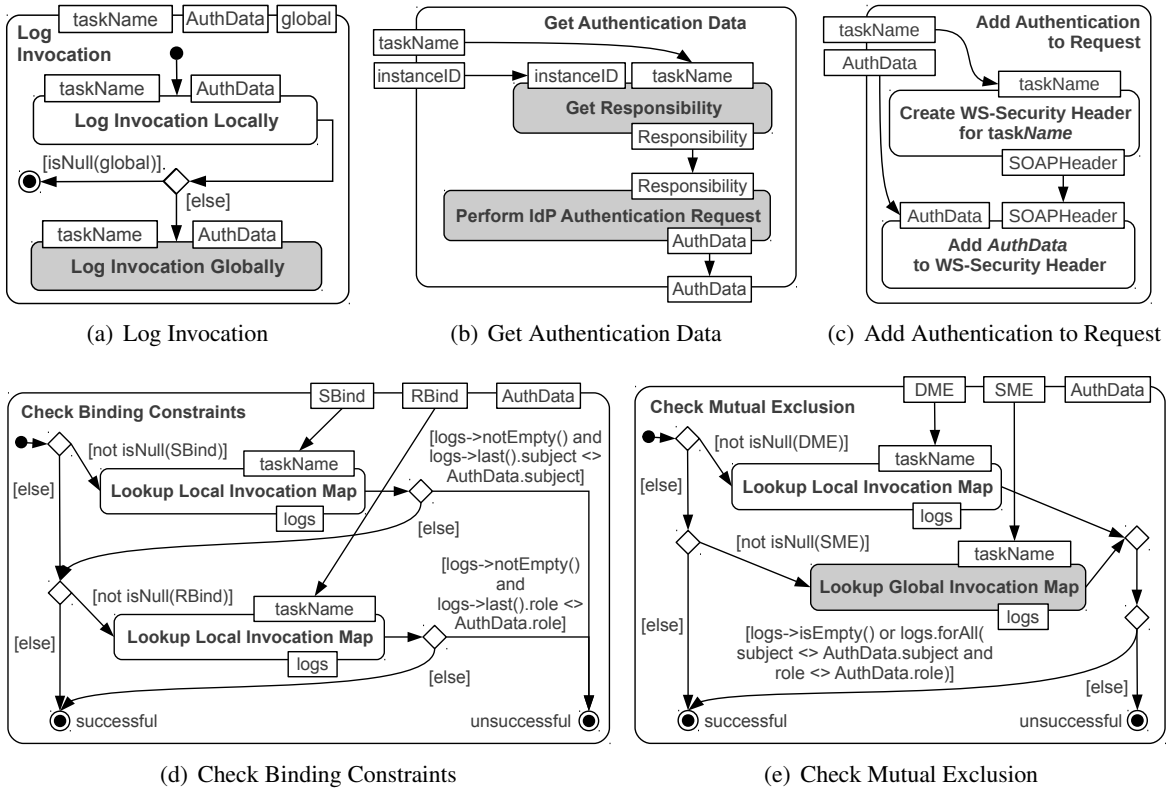 taskName
AuthData
global
Log
Invocation
taskName
AuthData
Log Invocation Locally
[isNull(global)].
[else]
taskName
AuthData
Log Invocation Globally
(a) Log Invocation
Get Authentication Data
taskName
instanceID
instanceID
taskName
Get Responsibility
Responsibility
Responsibility
Perform IdP Authentication Request
AuthData
AuthData
(b) Get Authentication Data
Add Authentication
to Request
taskName
AuthData
taskName
Create WS-Security Header
for taskName
SOAPHeader
AuthData
SOAPHeader
Add AuthData
to WS-Security Header
(c) Add Authentication to Request
SBind
RBind
AuthData
Check Binding Constraints
[not isNull(SBind)]
taskName
Lookup Local Invocation Map
logs
[logs->notEmpty() and
logs->last().subject <>
AuthData.subject]
[else]
[else]
[not isNull(RBind)]
taskName
Lookup Local Invocation Map
logs
[logs->notEmpty()
and
logs->last().role <>
AuthData.role]
[else]
[else]
successful
unsuccessful
(d) Check Binding Constraints
DME
SME
AuthData
Check Mutual Exclusion
[not isNull(DME)]
taskName
Lookup Local Invocation Map
logs
[else]
[not isNull(SME)]
taskName
Lookup Global Invocation Map
logs
[else]
[logs->isEmpty() or logs.forAll(
subject <> AuthData.subject and
role <> AuthData.role)]
[else]
successful
unsuccessful
(e) Check Mutual Exclusion